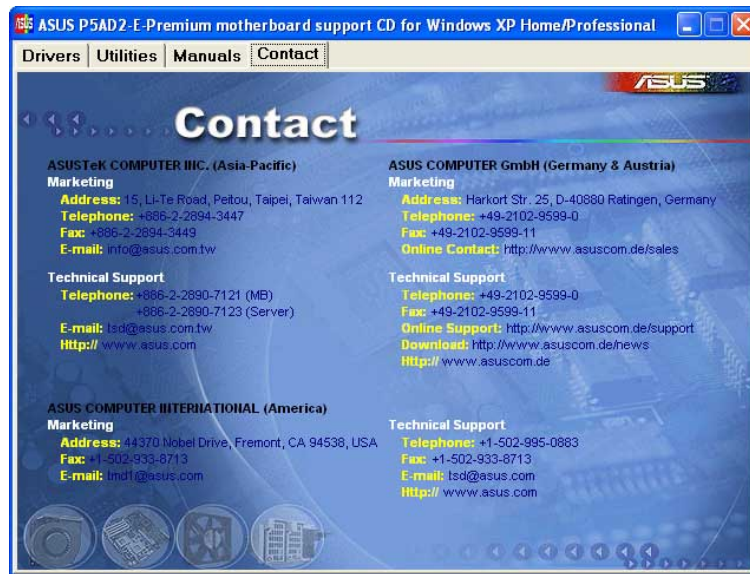 ASUS P5AD2-E-Premium motherboard support CD for Windows XP Home/Professional
Drivers
Utilities
Manuals
Contact
ASUS
Contact
ASUSTeK COMPUTER INC. (Asia-Pacific)
Marketing
Address: 15, Li-Te Road, Peitou, Taipei, Taiwan 112
Telephone: +886-2-2894-3447
Fax: +886-2-2894-3449
E-mail: info@asus.com.tw
Technical Support
Telephone: +886-2-2890-7121 (MB)
+886-2-2890-7123 (Server)
E-mail: tsd@asus.com.tw
Http:// www.asus.com
ASUS COMPUTER GmbH (Germany & Austria)
Marketing
Address: Harkort Str. 25, D-40880 Ratingen, Germany
Telephone: +49-2102-9599-0
Fax: +49-2102-9599-11
Online Contact: http://www.asuscom.de/sales
Technical Support
Telephone: +49-2102-9599-0
Fax: +49-2102-9599-11
Online Support: http://www.asuscom.de/support
Download: http://www.asuscom.de/news
Http:// www.asuscom.de
ASUS COMPUTER INTERNATIONAL (America)
Marketing
Address: 44370 Nobel Drive, Fremont, CA 94538, USA
Fax: +1-502-933-8713
E-mail: tmd1@asus.com
Technical Support
Telephone: +1-502-995-0883
Fax: +1-502-933-8713
E-mail: tsd@asus.com
Http:// www.asus.com